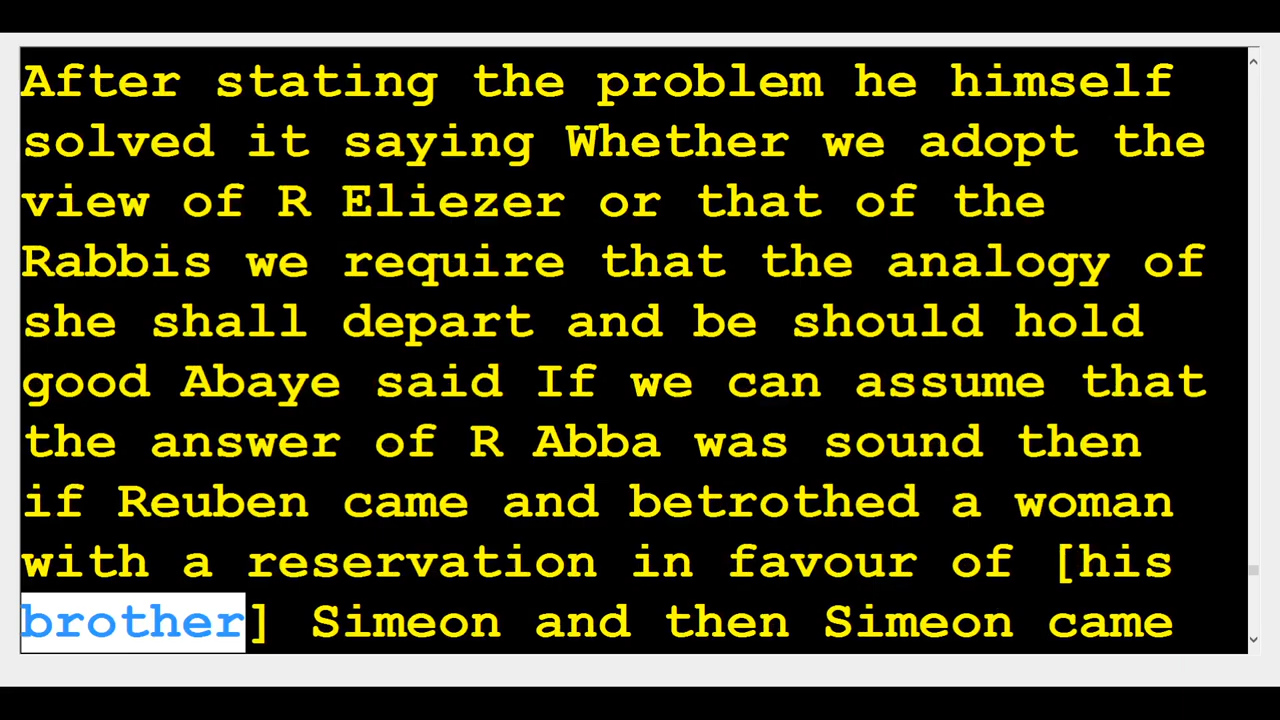 After stating the problem he himself
solved it saying Whether we adopt the
view of R Eliezer or that of the
Rabbis we require that the analogy of
she shall depart and be should hold
good Abaye said If we can assume that
the answer of R Abba was sound then
if Reuben came and betrothed a woman
with a reservation in favour of [his
brother] Simeon and then Simeon came